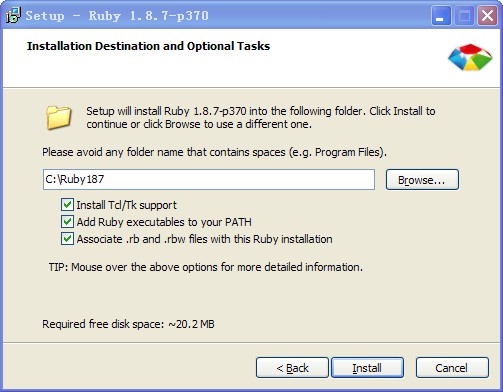 Setup - Ruby 1.8.7-p370
Installation Destination and Optional Tasks
Setup will install Ruby 1.8.7-p370 into the following folder. Click Install to
continue or click Browse to use a different one.
Please avoid any folder name that contains spaces (e.g. Program Files).
C:\Ruby187
Browse...
Install Tcl/Tk support
Add Ruby executables to your PATH
Associate .rb and .rbw files with this Ruby installation
TIP: Mouse over the above options for more detailed information.
Required free disk space: ~20.2 MB
< Back
Install
Cancel